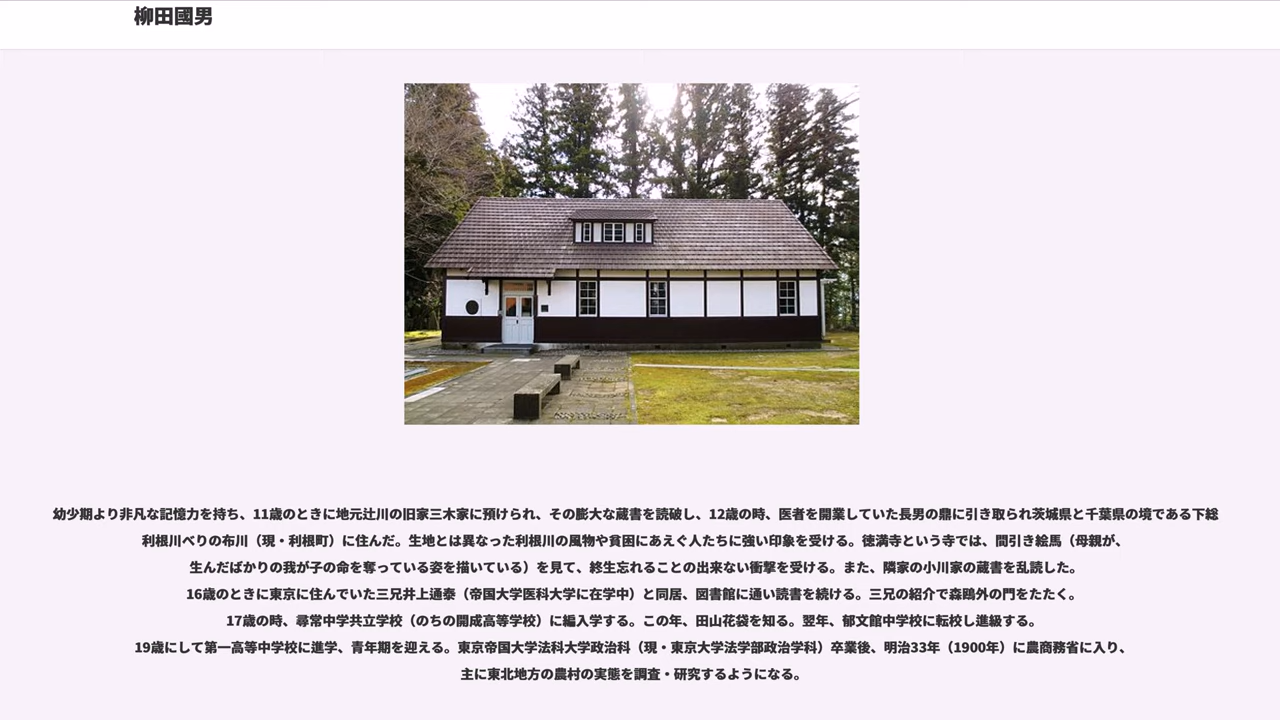 柳田國男
幼少期より非凡な記憶力を持ち、11歳のときに地元辻川の旧家三木家に預けられ、その膨大な蔵書を読破し、12歳の時、医者を開業していた長男の鼎に引き取られ茨城県と千葉県の境である下総
利根川べりの布川（現・利根町）に住んだ。生地とは異なった利根川の風物や貧困にあえぐ人たちに強い印象を受ける。徳満寺という寺では、間引き絵馬（母親が、
生んだばかりの我が子の命を奪っている姿を描いている）を見て、終生忘れることの出来ない衝撃を受ける。また、隣家の小川家の蔵書を乱読した。
16歳のときに東京に住んでいた三兄井上通泰（帝国大学医科大学に在学中）と同居、図書館に通い読書を続ける。三兄の紹介で森鴎外の門をたたく。
17歳の時、尋常中学共立学校（のちの開成高等学校）に編入学する。この年、田山花袋を知る。翌年、郁文館中学校に転校し進級する。
19歳にして第一高等中学校に進学、青年期を迎える。東京帝国大学法科大学政治科（現・東京大学法学部政治学科）卒業後、明治33年（1900年）に農商務省に入り、
主に東北地方の農村の実態を調査・研究するようになる。